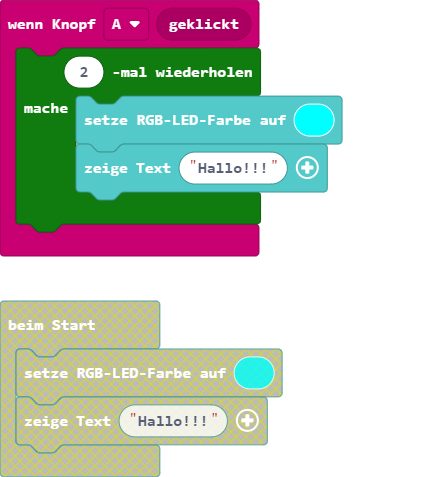 wenn Knopf A geklickt
2 -mal wiederholen
mache
setze RGB-LED-Farbe auf
zeige Text "Hallo!!!"
beim Start
setze RGB-LED-Farbe auf
zeige Text "Hallo!!!"